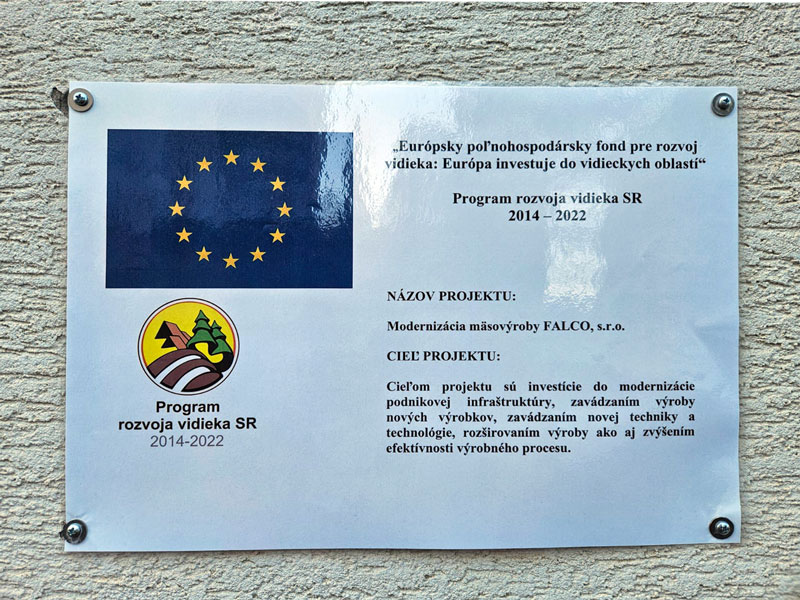 „Európsky poľnohospodársky fond pre rozvoj
vidieka: Európa investuje do vidieckych oblastí“
Program rozvoja vidieka SR
2014 – 2022
NÁZOV PROJEKTU:
Modernizácia mäsovýroby FALCO, s.r.o.
CIEĽ PROJEKTU:
Cieľom projektu sú investície do modernizácie
podnikovej infraštruktúry, zavádzaním výroby
nových výrobkov, zavádzaním novej techniky a
technológie, rozširovaním výroby ako aj zvýšením
efektívnosti výrobného procesu.
Program
rozvoja vidieka SR
2014-2022